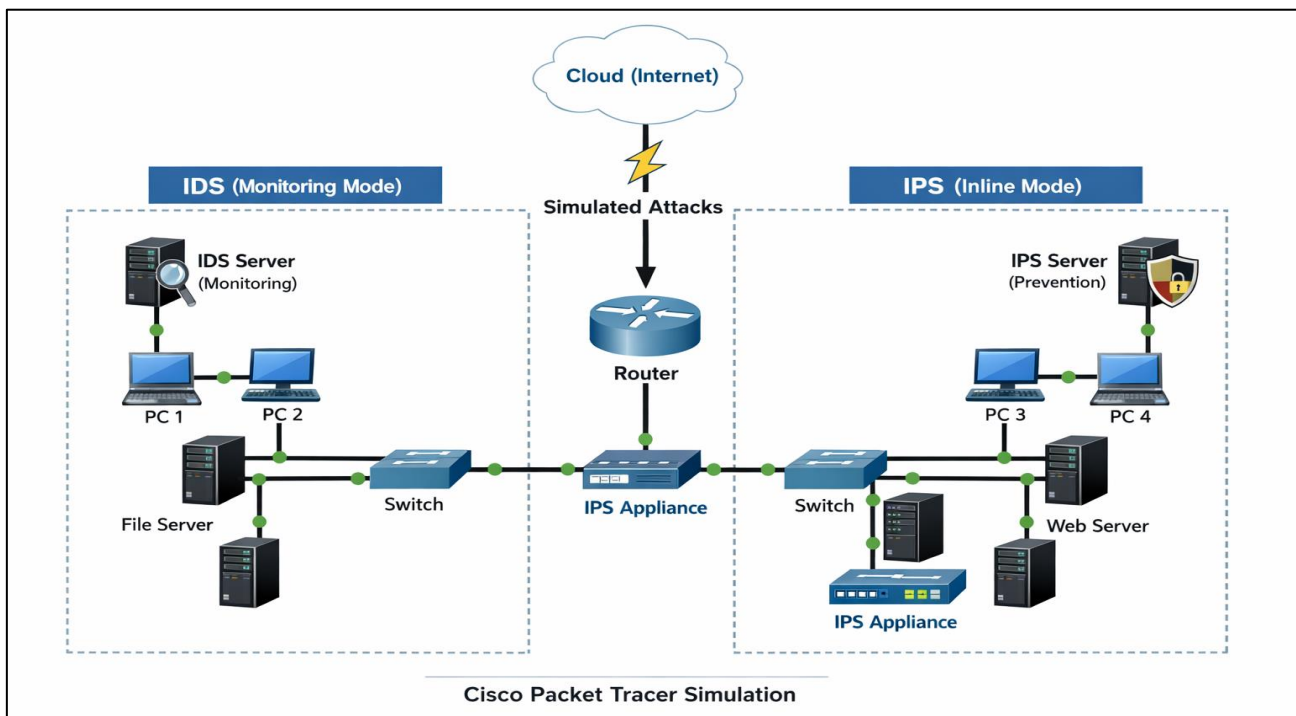 Cloud (Internet)
IDS (Monitoring Mode)
IPS (Inline Mode)
Simulated Attacks
IDS Server
(Monitoring)
IPS Server
(Prevention)
Router
PC 1
PC 2
PC 3
PC 4
File Server
Switch
IPS Appliance
Switch
Web Server
IPS Appliance
Cisco Packet Tracer Simulation